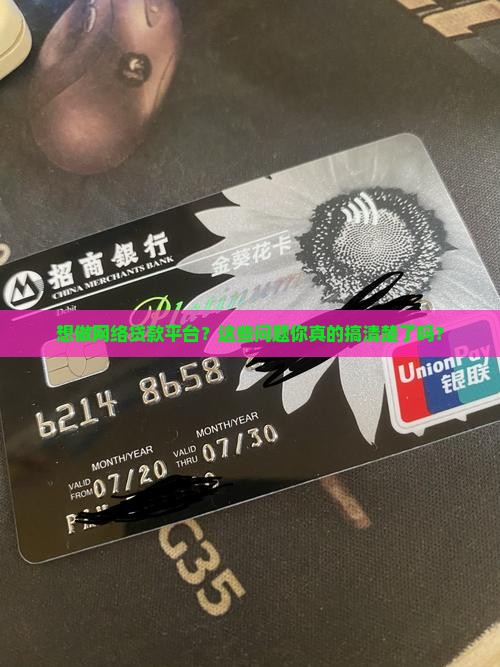 招商银行
CHINA MERCHANTS BANK
金葵花卡
Debit
Platinum
想做网络贷款平台？这些问题你真的搞清楚了吗？
UnionPay
银联
6214 8658
MONTH/YEAR
MONTH/YEAR
VALID FROM 07/20
VALID THRU 07/30
G35